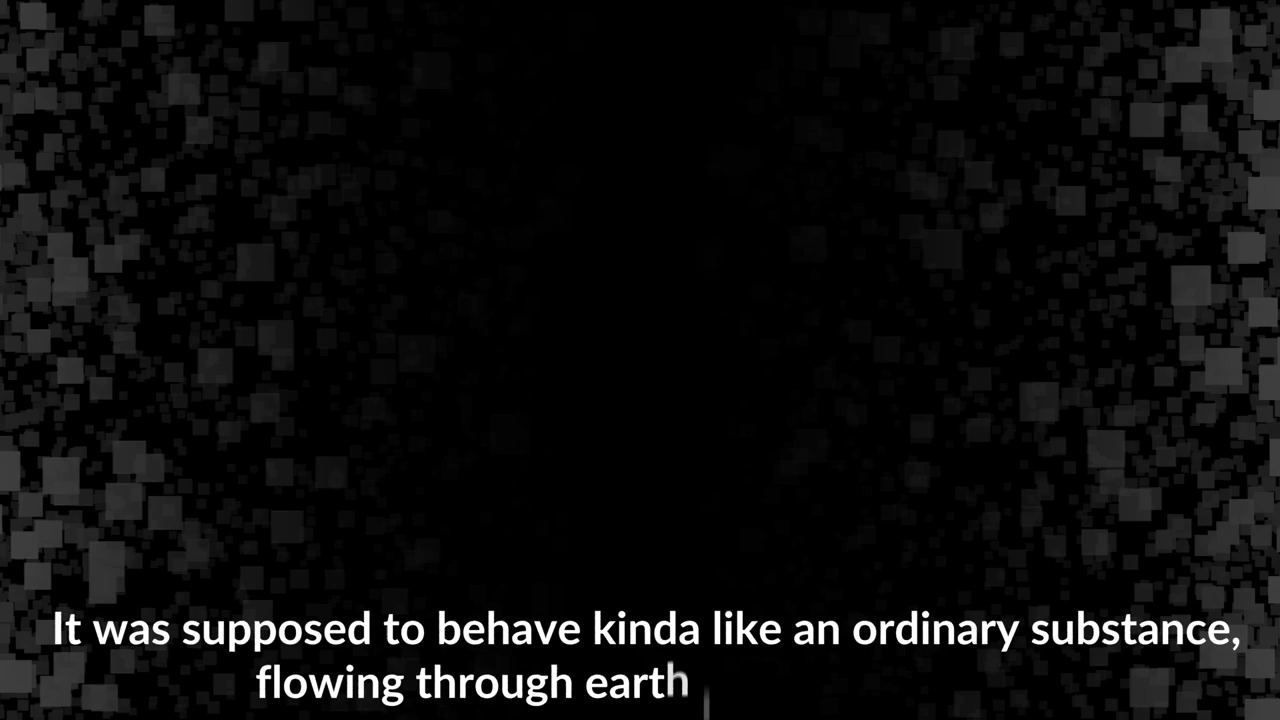 It was supposed to behave kinda like an ordinary substance,
flowing through earth